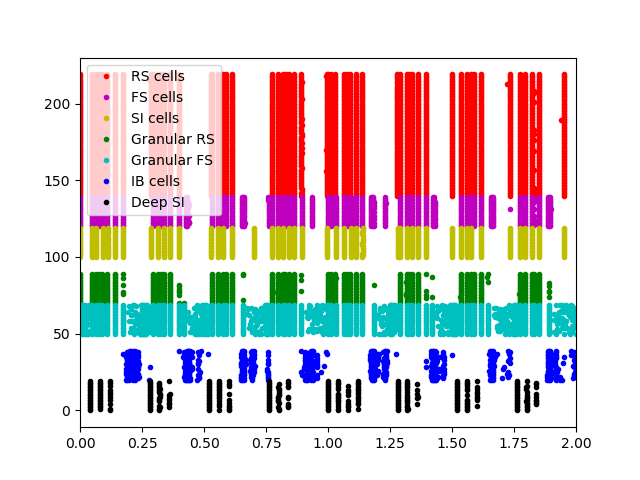 RS cells
FS cells
SI cells
Granular RS
Granular FS
IB cells
Deep SI
200
150
100
50
0
0.00 0.25 0.50 0.75 1.00 1.25 1.50 1.75 2.00